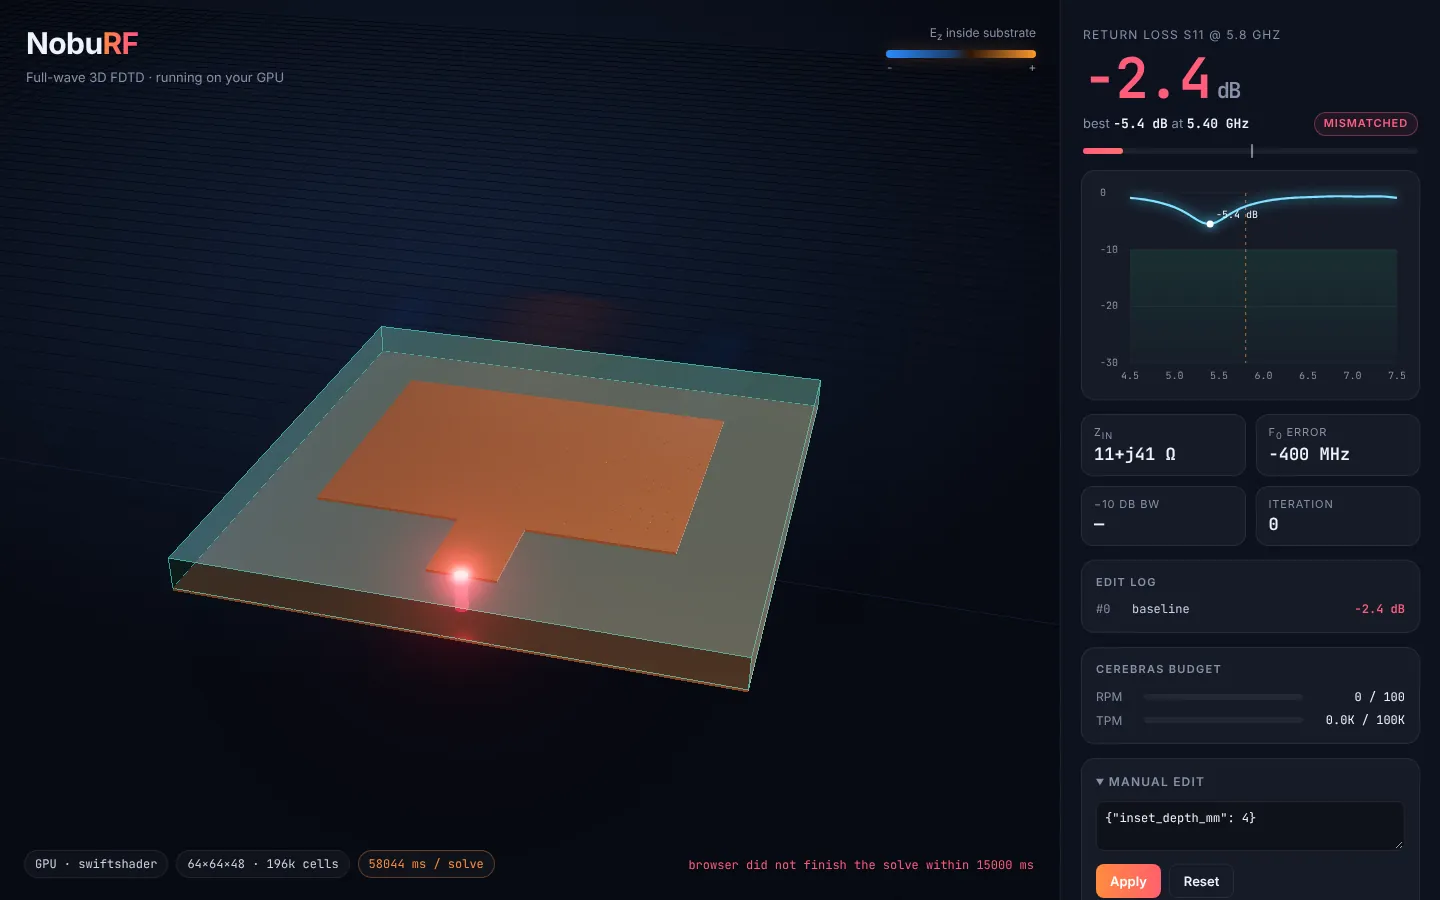 NobuRF
Full-wave 3D FDTD · running on your GPU
Ez inside substrate
- +
RETURN LOSS S11 @ 5.8 GHZ
-2.4 dB
best -5.4 dB at 5.40 GHz
MISMATCHED
0
-5.4 dB
-10
-20
-30
4.5 5.0 5.5 6.0 6.5 7.0 7.5
ZIN
11+j41 Ω
F0 ERROR
-400 MHz
−10 DB BW
—
ITERATION
0
EDIT LOG
#0 baseline -2.4 dB
CEREBRAS BUDGET
RPM 0 / 100
TPM 0.0K / 100K
▼ MANUAL EDIT
{"inset_depth_mm": 4}
Apply Reset
GPU · swiftshader
64×64×48 · 196k cells
58044 ms / solve
browser did not finish the solve within 15000 ms